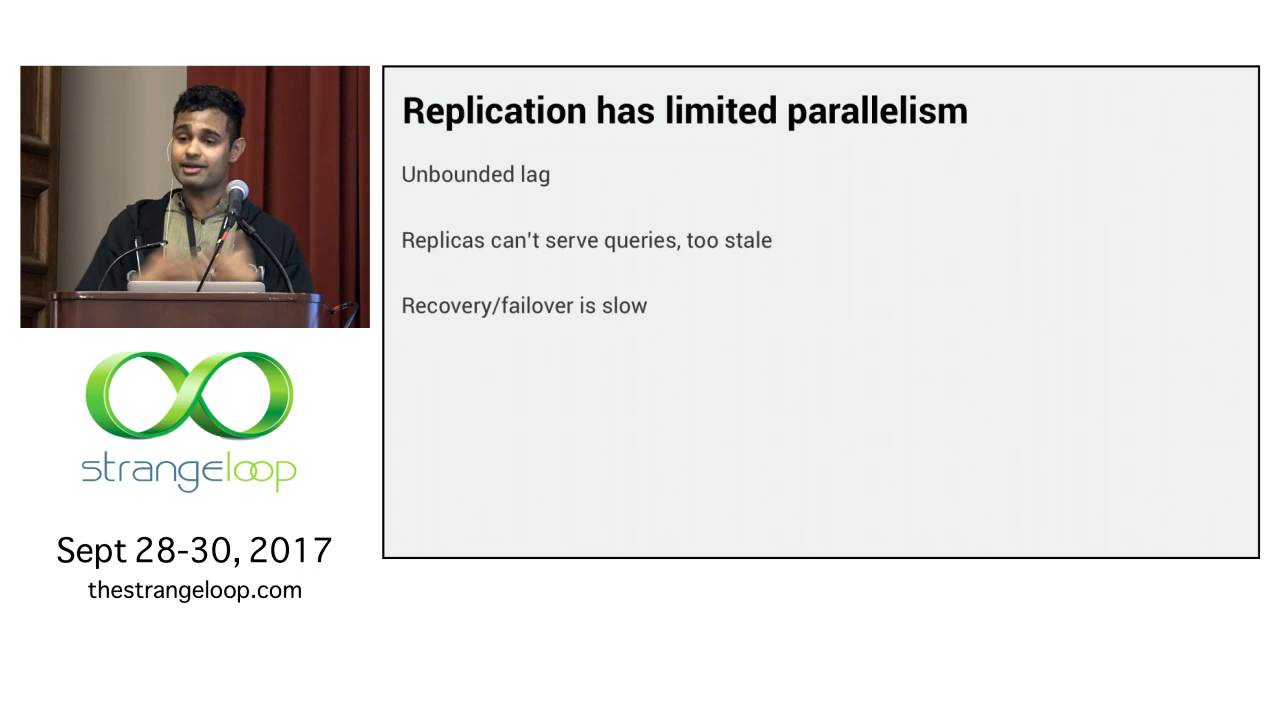 Replication has limited parallelism
Unbounded lag
Replicas can't serve queries, too stale
Recovery/failover is slow
strangeloop
Sept 28-30, 2017
thestrangeloop.com